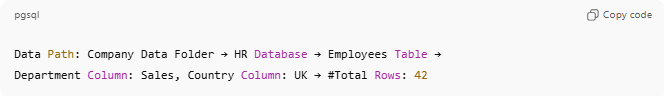 pgsql
Copy code
Data Path: Company Data Folder → HR Database → Employees Table →
Department Column: Sales, Country Column: UK → #Total Rows: 42